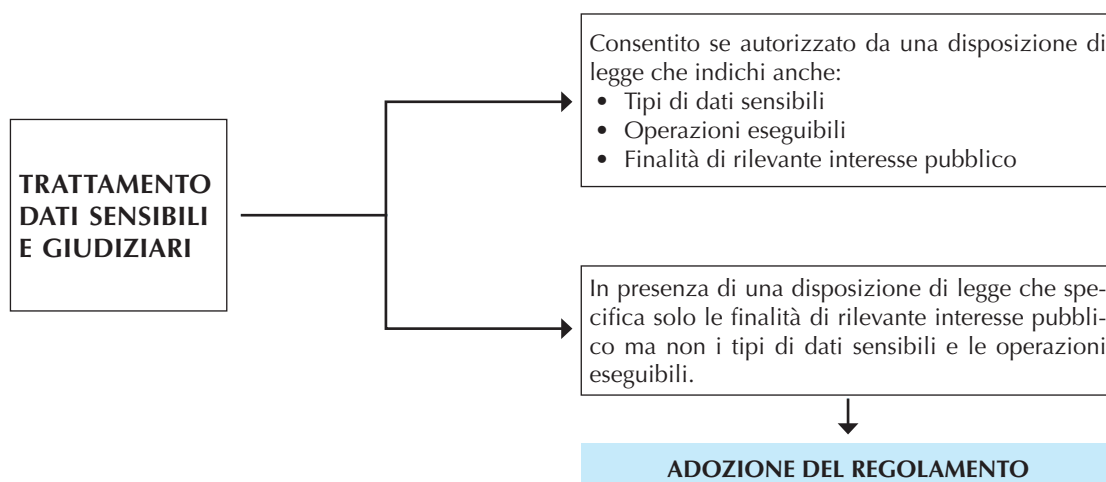 TRATTAMENTO
DATI SENSIBILI
E GIUDIZIARI
Consentito se autorizzato da una disposizione di
legge che indichi anche:
• Tipi di dati sensibili
• Operazioni eseguibili
• Finalità di rilevante interesse pubblico
In presenza di una disposizione di legge che spe-
cifica solo le finalità di rilevante interesse pubbli-
co ma non i tipi di dati sensibili e le operazioni
eseguibili.
ADOZIONE DEL REGOLAMENTO